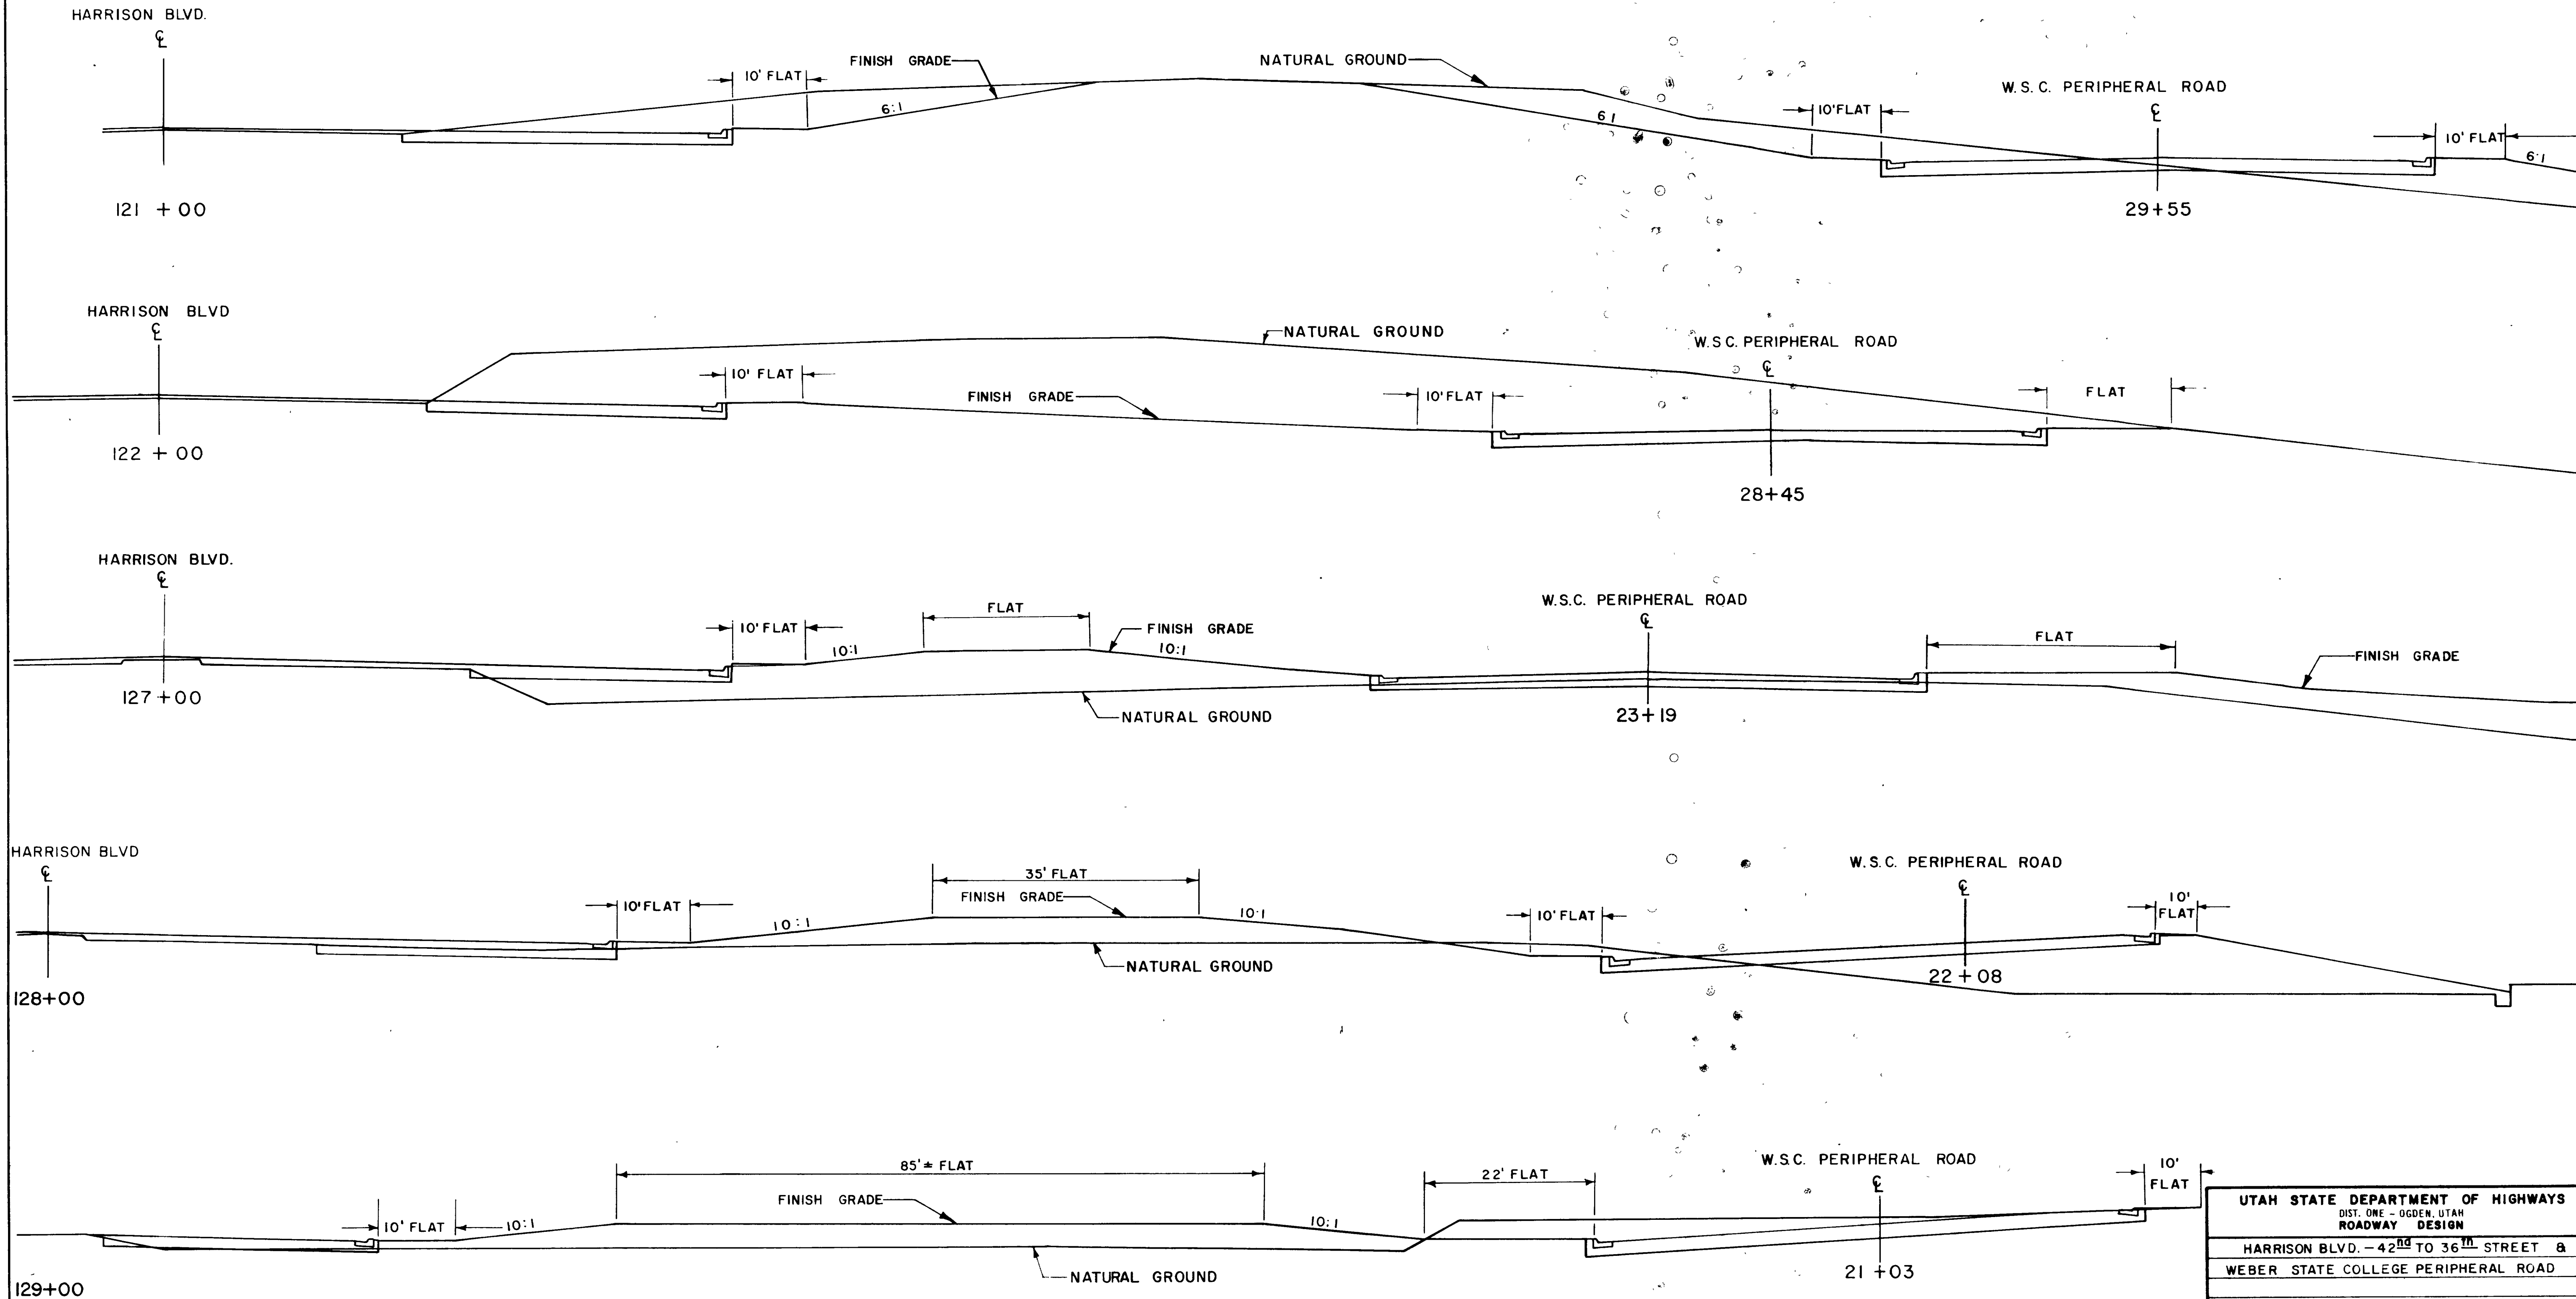 HARRISON BLVD.
℄
10' FLAT
FINISH GRADE
NATURAL GROUND
6:1
6 1
W. S. C. PERIPHERAL ROAD
℄
10' FLAT
10' FLAT
6:1
121 + 00
29+55
HARRISON BLVD
℄
10' FLAT
NATURAL GROUND
FINISH GRADE
W.S C. PERIPHERAL ROAD
℄
10' FLAT
FLAT
122 + 00
28+45
HARRISON BLVD.
℄
10' FLAT
10:1
FLAT
FINISH GRADE
10:1
W.S.C. PERIPHERAL ROAD
℄
FLAT
FINISH GRADE
127+00
NATURAL GROUND
23+19
HARRISON BLVD
℄
10' FLAT
10:1
35' FLAT
FINISH GRADE
10:1
10' FLAT
W.S.C. PERIPHERAL ROAD
℄
10'
FLAT
128+00
NATURAL GROUND
22+08
10' FLAT
10:1
85'± FLAT
FINISH GRADE
10:1
22' FLAT
W.S.C. PERIPHERAL ROAD
℄
10'
FLAT
129+00
NATURAL GROUND
21+03
UTAH STATE DEPARTMENT OF HIGHWAYS
DIST. ONE - OGDEN, UTAH
ROADWAY DESIGN
HARRISON BLVD. - 42nd TO 36th STREET &
WEBER STATE COLLEGE PERIPHERAL ROAD